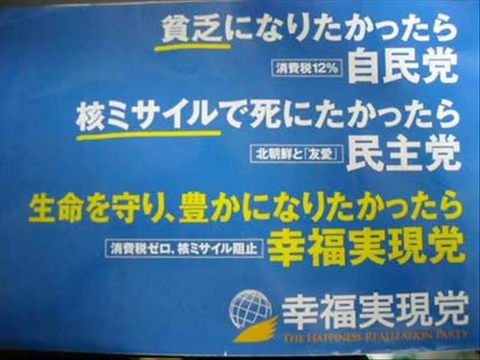 貧乏になりたかったら
消費税12% 自民党
核ミサイルで死にたかったら
北朝鮮と「友愛」 民主党
生命を守り、豊かになりたかったら
消費税ゼロ、核ミサイル阻止 幸福実現党
幸福実現党
THE HAPPINESS REALIZATION PARTY